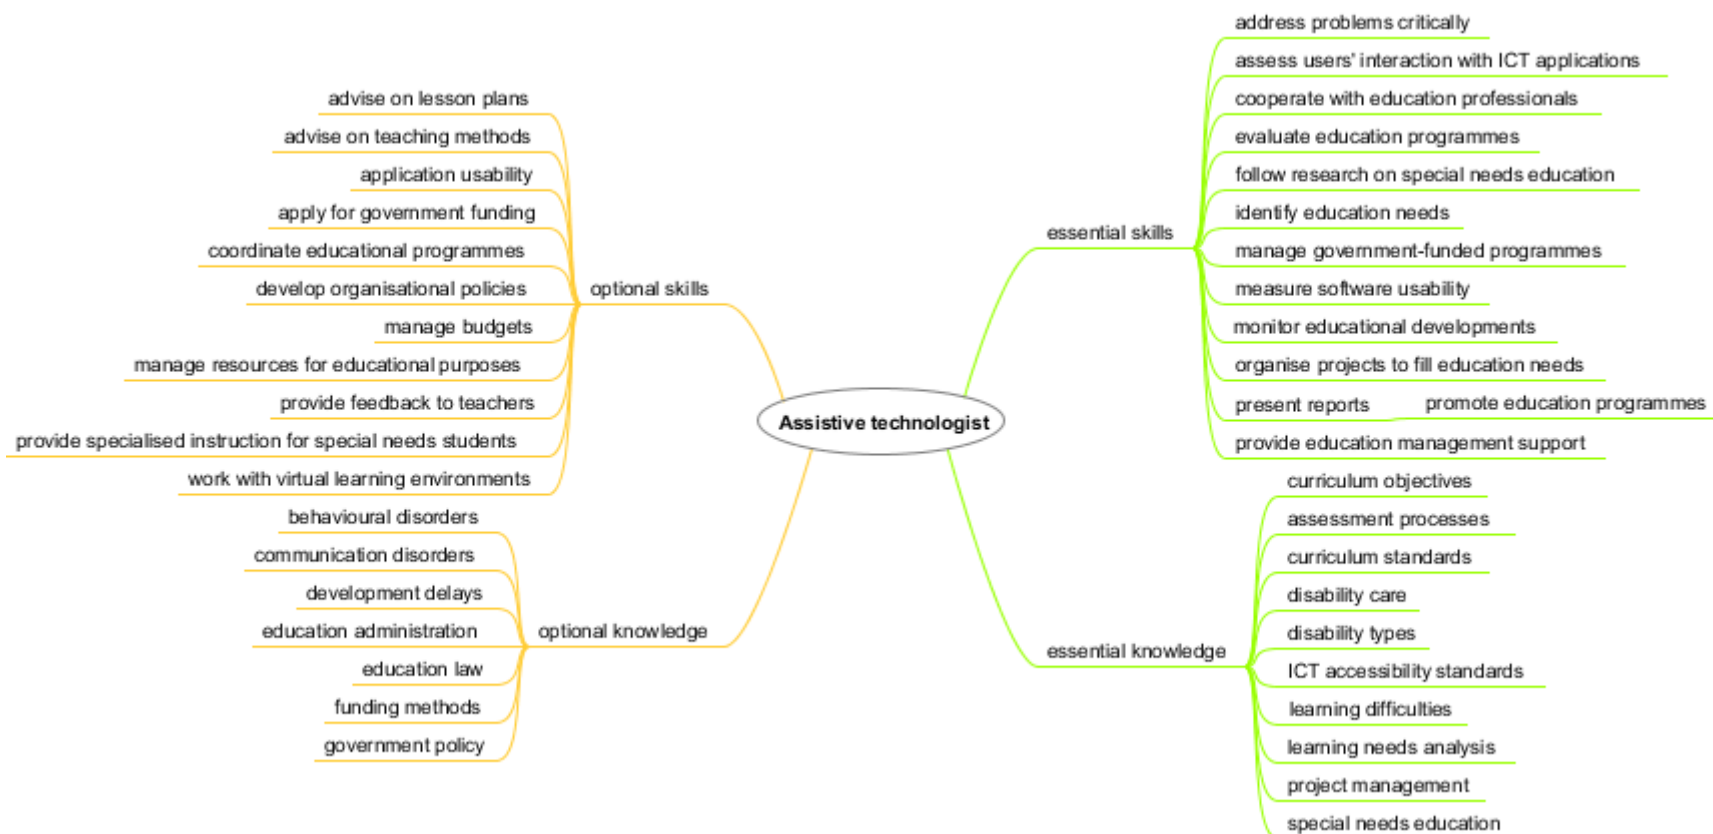 advise on lesson plans
advise on teaching methods
application usability
apply for government funding
coordinate educational programmes
develop organisational policies
manage budgets
manage resources for educational purposes
provide feedback to teachers
provide specialised instruction for special needs students
work with virtual learning environments
optional skills
behavioural disorders
communication disorders
development delays
education administration
education law
funding methods
government policy
optional knowledge
Assistive technologist
essential skills
address problems critically
assess users' interaction with ICT applications
cooperate with education professionals
evaluate education programmes
follow research on special needs education
identify education needs
manage government-funded programmes
measure software usability
monitor educational developments
organise projects to fill education needs
present reports
promote education programmes
provide education management support
essential knowledge
curriculum objectives
assessment processes
curriculum standards
disability care
disability types
ICT accessibility standards
learning difficulties
learning needs analysis
project management
special needs education